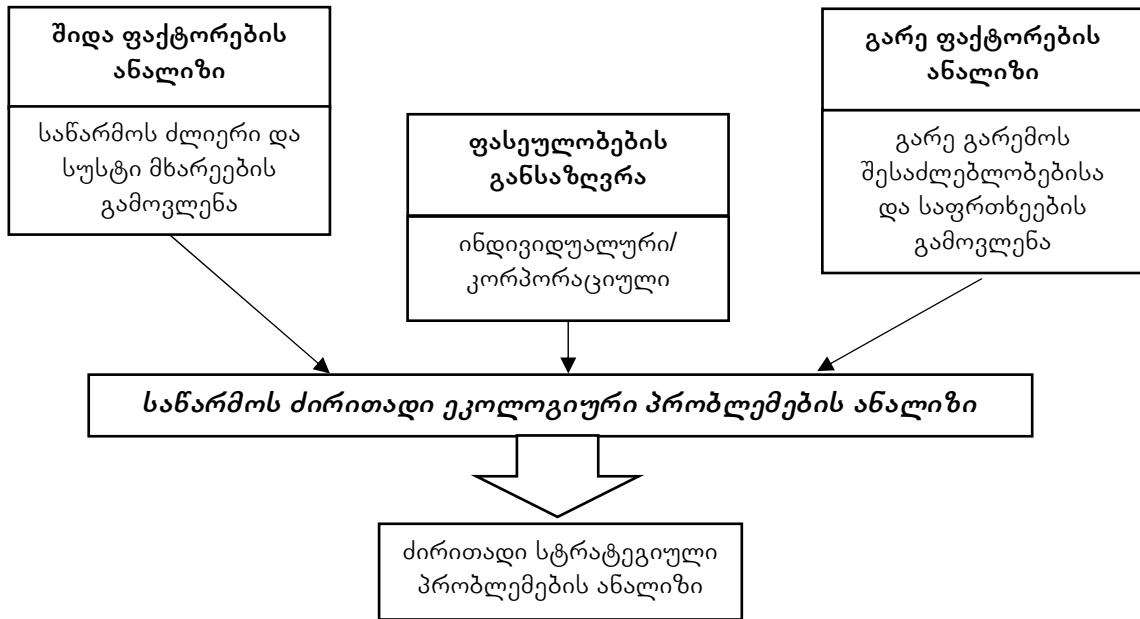 შიდა ფაქტორების
ანალიზი
საწარმოს ძლიერი და
სუსტი მხარეების
გამოვლენა
ფასეულობების
განსაზღვრა
ინდივიდუალური/
კორპორაციული
გარე ფაქტორების
ანალიზი
გარე გარემოს
შესაძლებლობებისა
და საფრთხეების
გამოვლენა
საწარმოს ძირითადი ეკოლოგიური პრობლემების ანალიზი
ძირითადი სტრატეგიული
პრობლემების ანალიზი